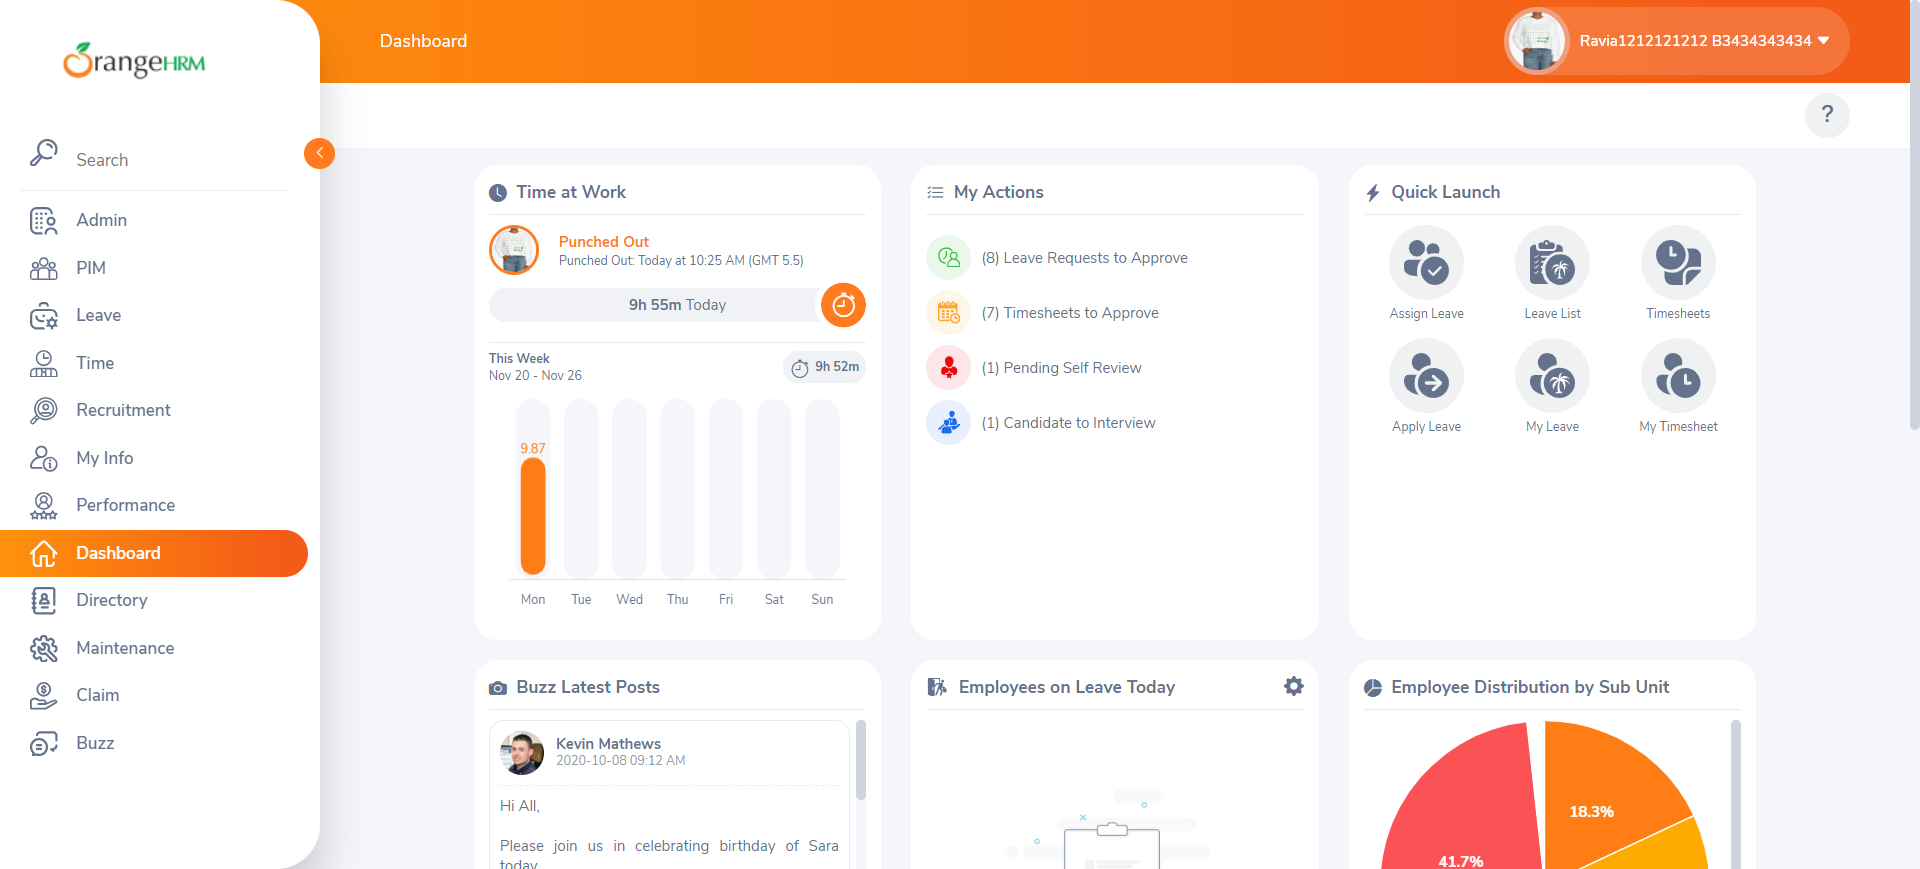 OrangeHRM
Search
Admin
PIM
Leave
Time
Recruitment
My Info
Performance
Dashboard
Directory
Maintenance
Claim
Buzz
Dashboard
Ravia1212121212 B3434343434
?
Time at Work
Punched Out
Punched Out: Today at 10:25 AM (GMT 5.5)
9h 55m Today
This Week
Nov 20 - Nov 26
9h 52m
9.87
Mon Tue Wed Thu Fri Sat Sun
My Actions
(8) Leave Requests to Approve
(7) Timesheets to Approve
(1) Pending Self Review
(1) Candidate to Interview
Quick Launch
Assign Leave
Leave List
Timesheets
Apply Leave
My Leave
My Timesheet
Buzz Latest Posts
Kevin Mathews
2020-10-08 09:12 AM
Hi All,
Please join us in celebrating birthday of Sara
today
Employees on Leave Today
Employee Distribution by Sub Unit
18.3%
41.7%